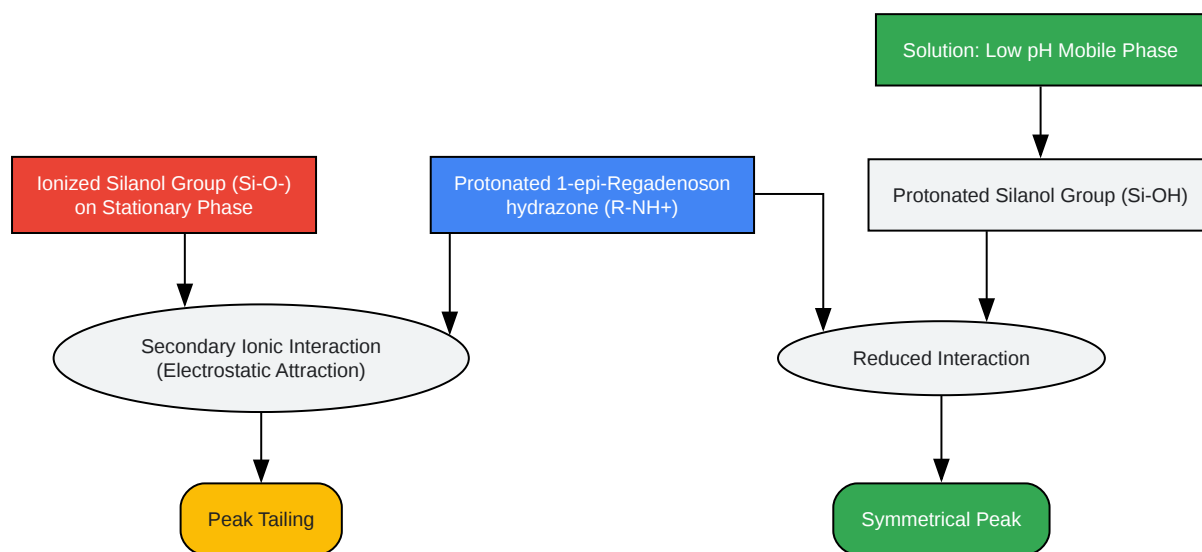 Solution: Low pH Mobile Phase
Ionized Silanol Group (Si-O-)
on Stationary Phase
Protonated 1-epi-Regadenoson
hydrazone (R-NH+)
Protonated Silanol Group (Si-OH)
Secondary Ionic Interaction
(Electrostatic Attraction)
Reduced Interaction
Peak Tailing
Symmetrical Peak